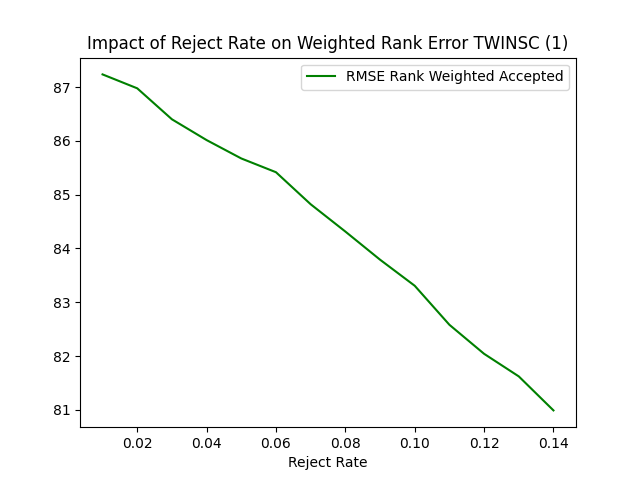 Impact of Reject Rate on Weighted Rank Error TWINSC (1)
RMSE Rank Weighted Accepted
87
86
85
84
83
82
81
0.02 0.04 0.06 0.08 0.10 0.12 0.14
Reject Rate